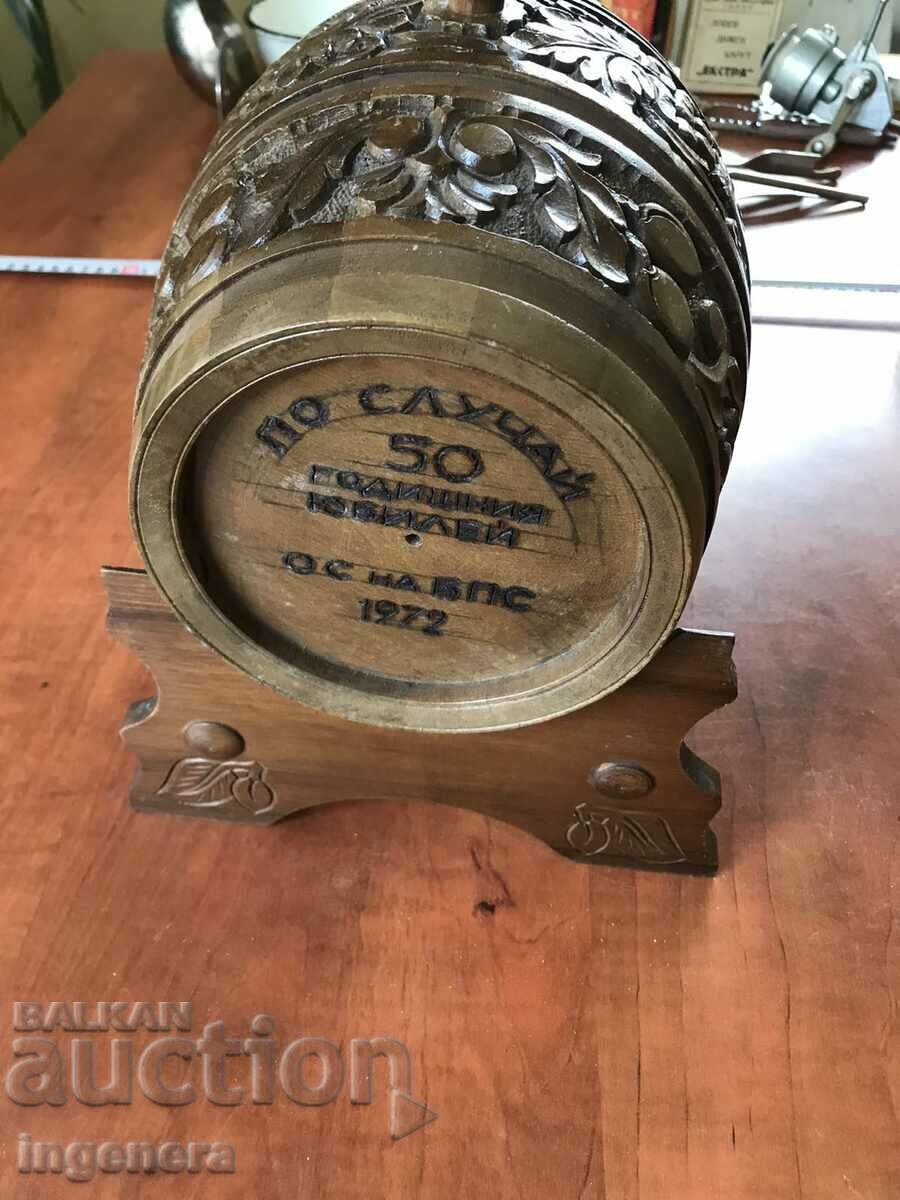 ПО СЛУЧАЙ
50
ГОДИШНИЯ
ЮБИЛЕЙ
ОС НА БПС
1972
BALKAN
auction
ingenera